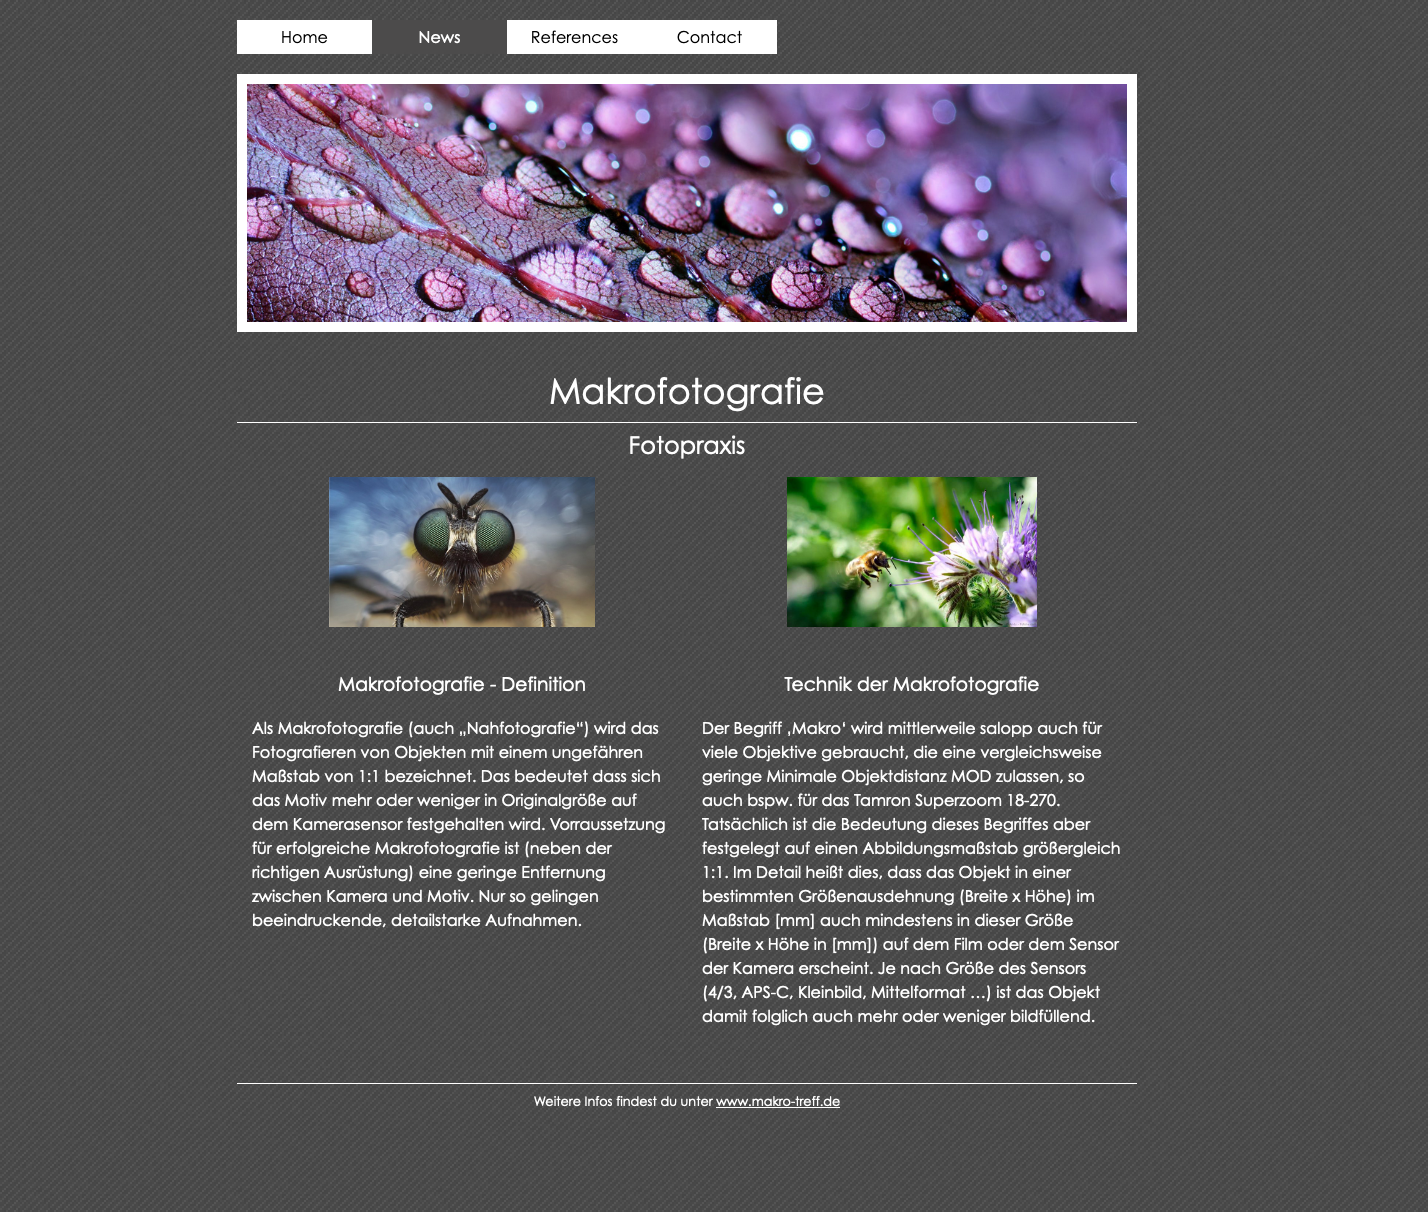 Home News References Contact
Makrofotografie
Fotopraxis
Makrofotografie - Definition
Als Makrofotografie (auch „Nahfotografie“) wird das
Fotografieren von Objekten mit einem ungefähren
Maßstab von 1:1 bezeichnet. Das bedeutet dass sich
das Motiv mehr oder weniger in Originalgröße auf
dem Kamerasensor festgehalten wird. Vorraussetzung
für erfolgreiche Makrofotografie ist (neben der
richtigen Ausrüstung) eine geringe Entfernung
zwischen Kamera und Motiv. Nur so gelingen
beeindruckende, detailstarke Aufnahmen.
Technik der Makrofotografie
Der Begriff ‚Makro‘ wird mittlerweile salopp auch für
viele Objektive gebraucht, die eine vergleichsweise
geringe Minimale Objektdistanz MOD zulassen, so
auch bspw. für das Tamron Superzoom 18-270.
Tatsächlich ist die Bedeutung dieses Begriffes aber
festgelegt auf einen Abbildungsmaßstab größergleich
1:1. Im Detail heißt dies, dass das Objekt in einer
bestimmten Größenausdehnung (Breite x Höhe) im
Maßstab [mm] auch mindestens in dieser Größe
(Breite x Höhe in [mm]) auf dem Film oder dem Sensor
der Kamera erscheint. Je nach Größe des Sensors
(4/3, APS-C, Kleinbild, Mittelformat …) ist das Objekt
damit folglich auch mehr oder weniger bildfüllend.
Weitere Infos findest du unter www.makro-treff.de